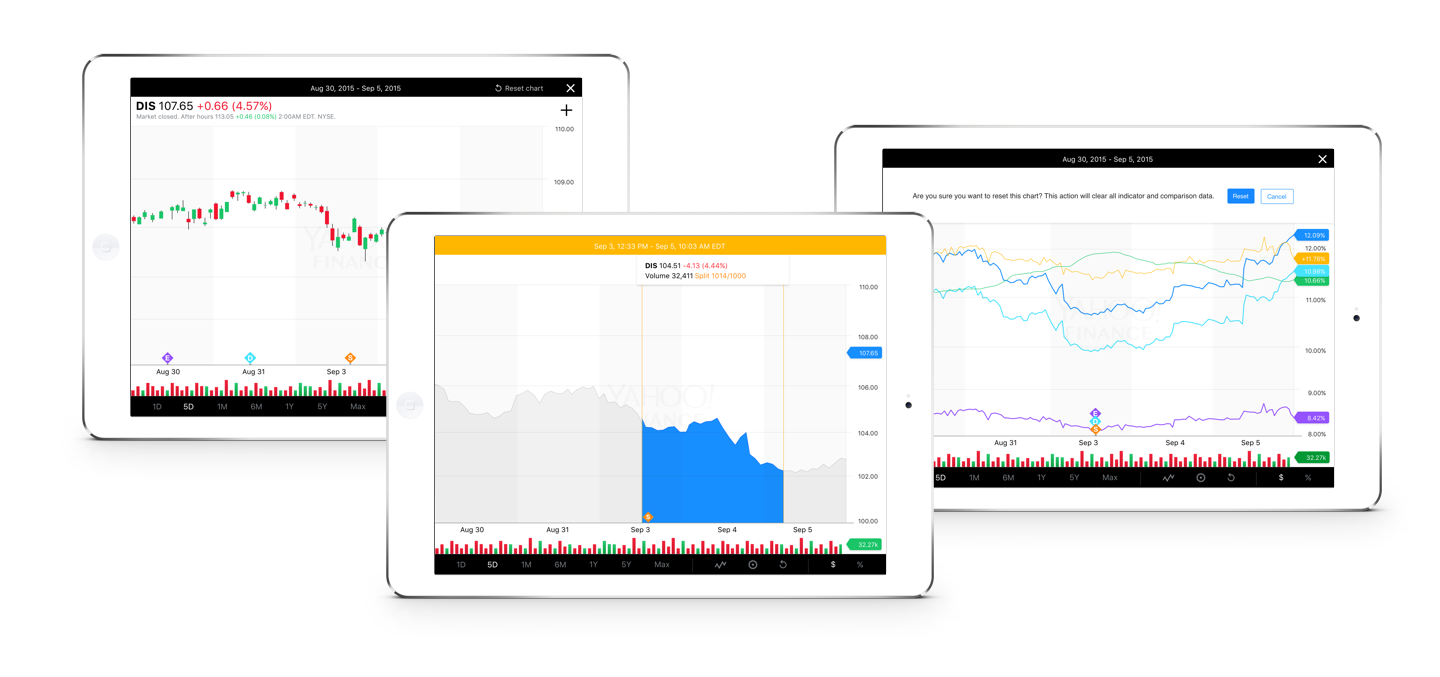 Aug 30, 2015 - Sep 5, 2015
Reset chart
DIS 107.65 +0.66 (4.57%)
Market closed. After hours 113.05 +0.46 (0.08%) 2:00AM EDT. NYSE.
110.00
109.00
YAHOO!
FINANCE
E
D
S
Aug 30
Aug 31
Sep 3
1D
5D
1M
6M
1Y
5Y
Max
Sep 3, 12:33 PM - Sep 5, 10:03 AM EDT
DIS 104.51 -4.13 (4.44%)
Volume 32,411 Split 1014/1000
110.00
108.00
107.65
106.00
104.00
102.00
100.00
YAHOO!
FINANCE
S
Aug 30
Aug 31
Sep 3
Sep 4
Sep 5
32.27k
1D
5D
1M
6M
1Y
5Y
Max
$
%
Aug 30, 2015 - Sep 5, 2015
Are you sure you want to reset this chart? This action will clear all indicator and comparison data.
Reset
Cancel
12.09%
12.00%
+11.78%
10.98%
10.66%
11.00%
10.00%
9.00%
8.42%
8.00%
YAHOO!
FINANCE
E
D
S
Aug 31
Sep 3
Sep 4
Sep 5
32.27k
5D
1M
6M
1Y
5Y
Max
$
%